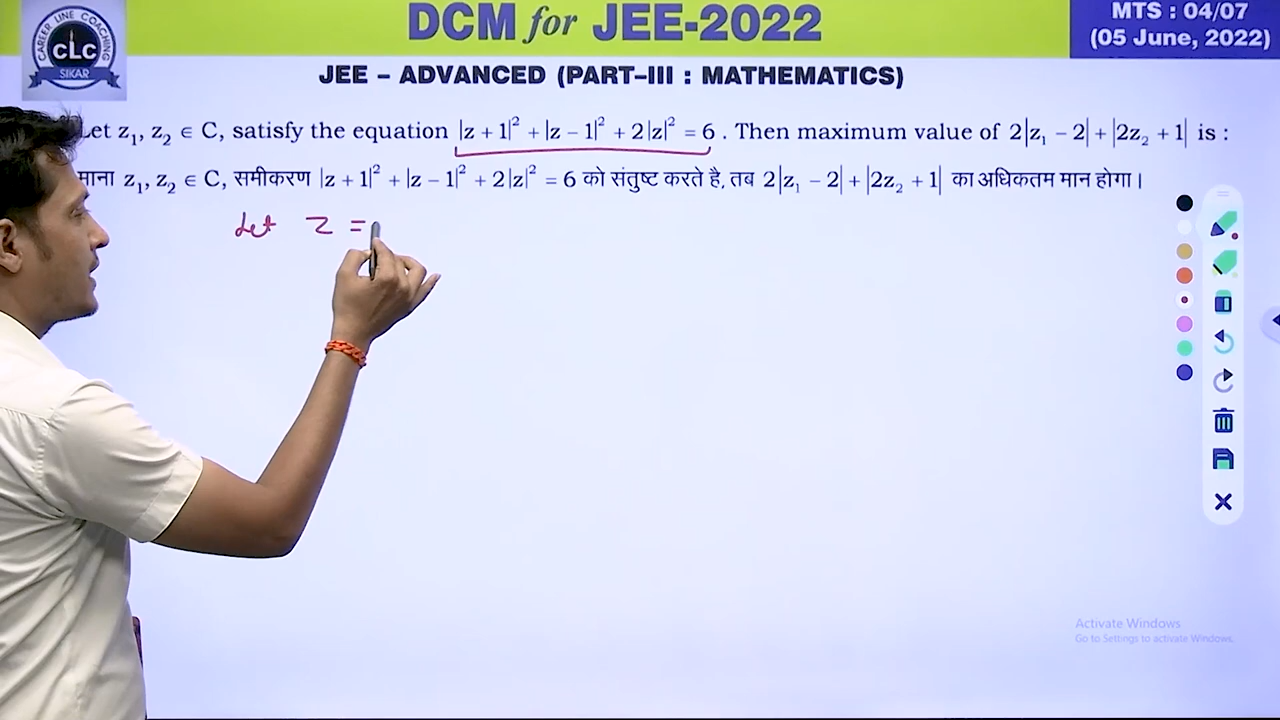 DCM for JEE-2022
MTS : 04/07
(05 June, 2022)
CAREER LINE COACHING
CLC
SIKAR
JEE – ADVANCED (PART–III : MATHEMATICS)
Let z₁, z₂ ∈ C, satisfy the equation |z + 1|² + |z − 1|² + 2|z|² = 6 . Then maximum value of 2|z₁ − 2| + |2z₂ + 1| is :
माना z₁, z₂ ∈ C, समीकरण |z + 1|² + |z − 1|² + 2|z|² = 6 को संतुष्ट करते है, तब 2|z₁ − 2| + |2z₂ + 1| का अधिकतम मान होगा।
Let z =
Activate Windows
Go to Settings to activate Windows.